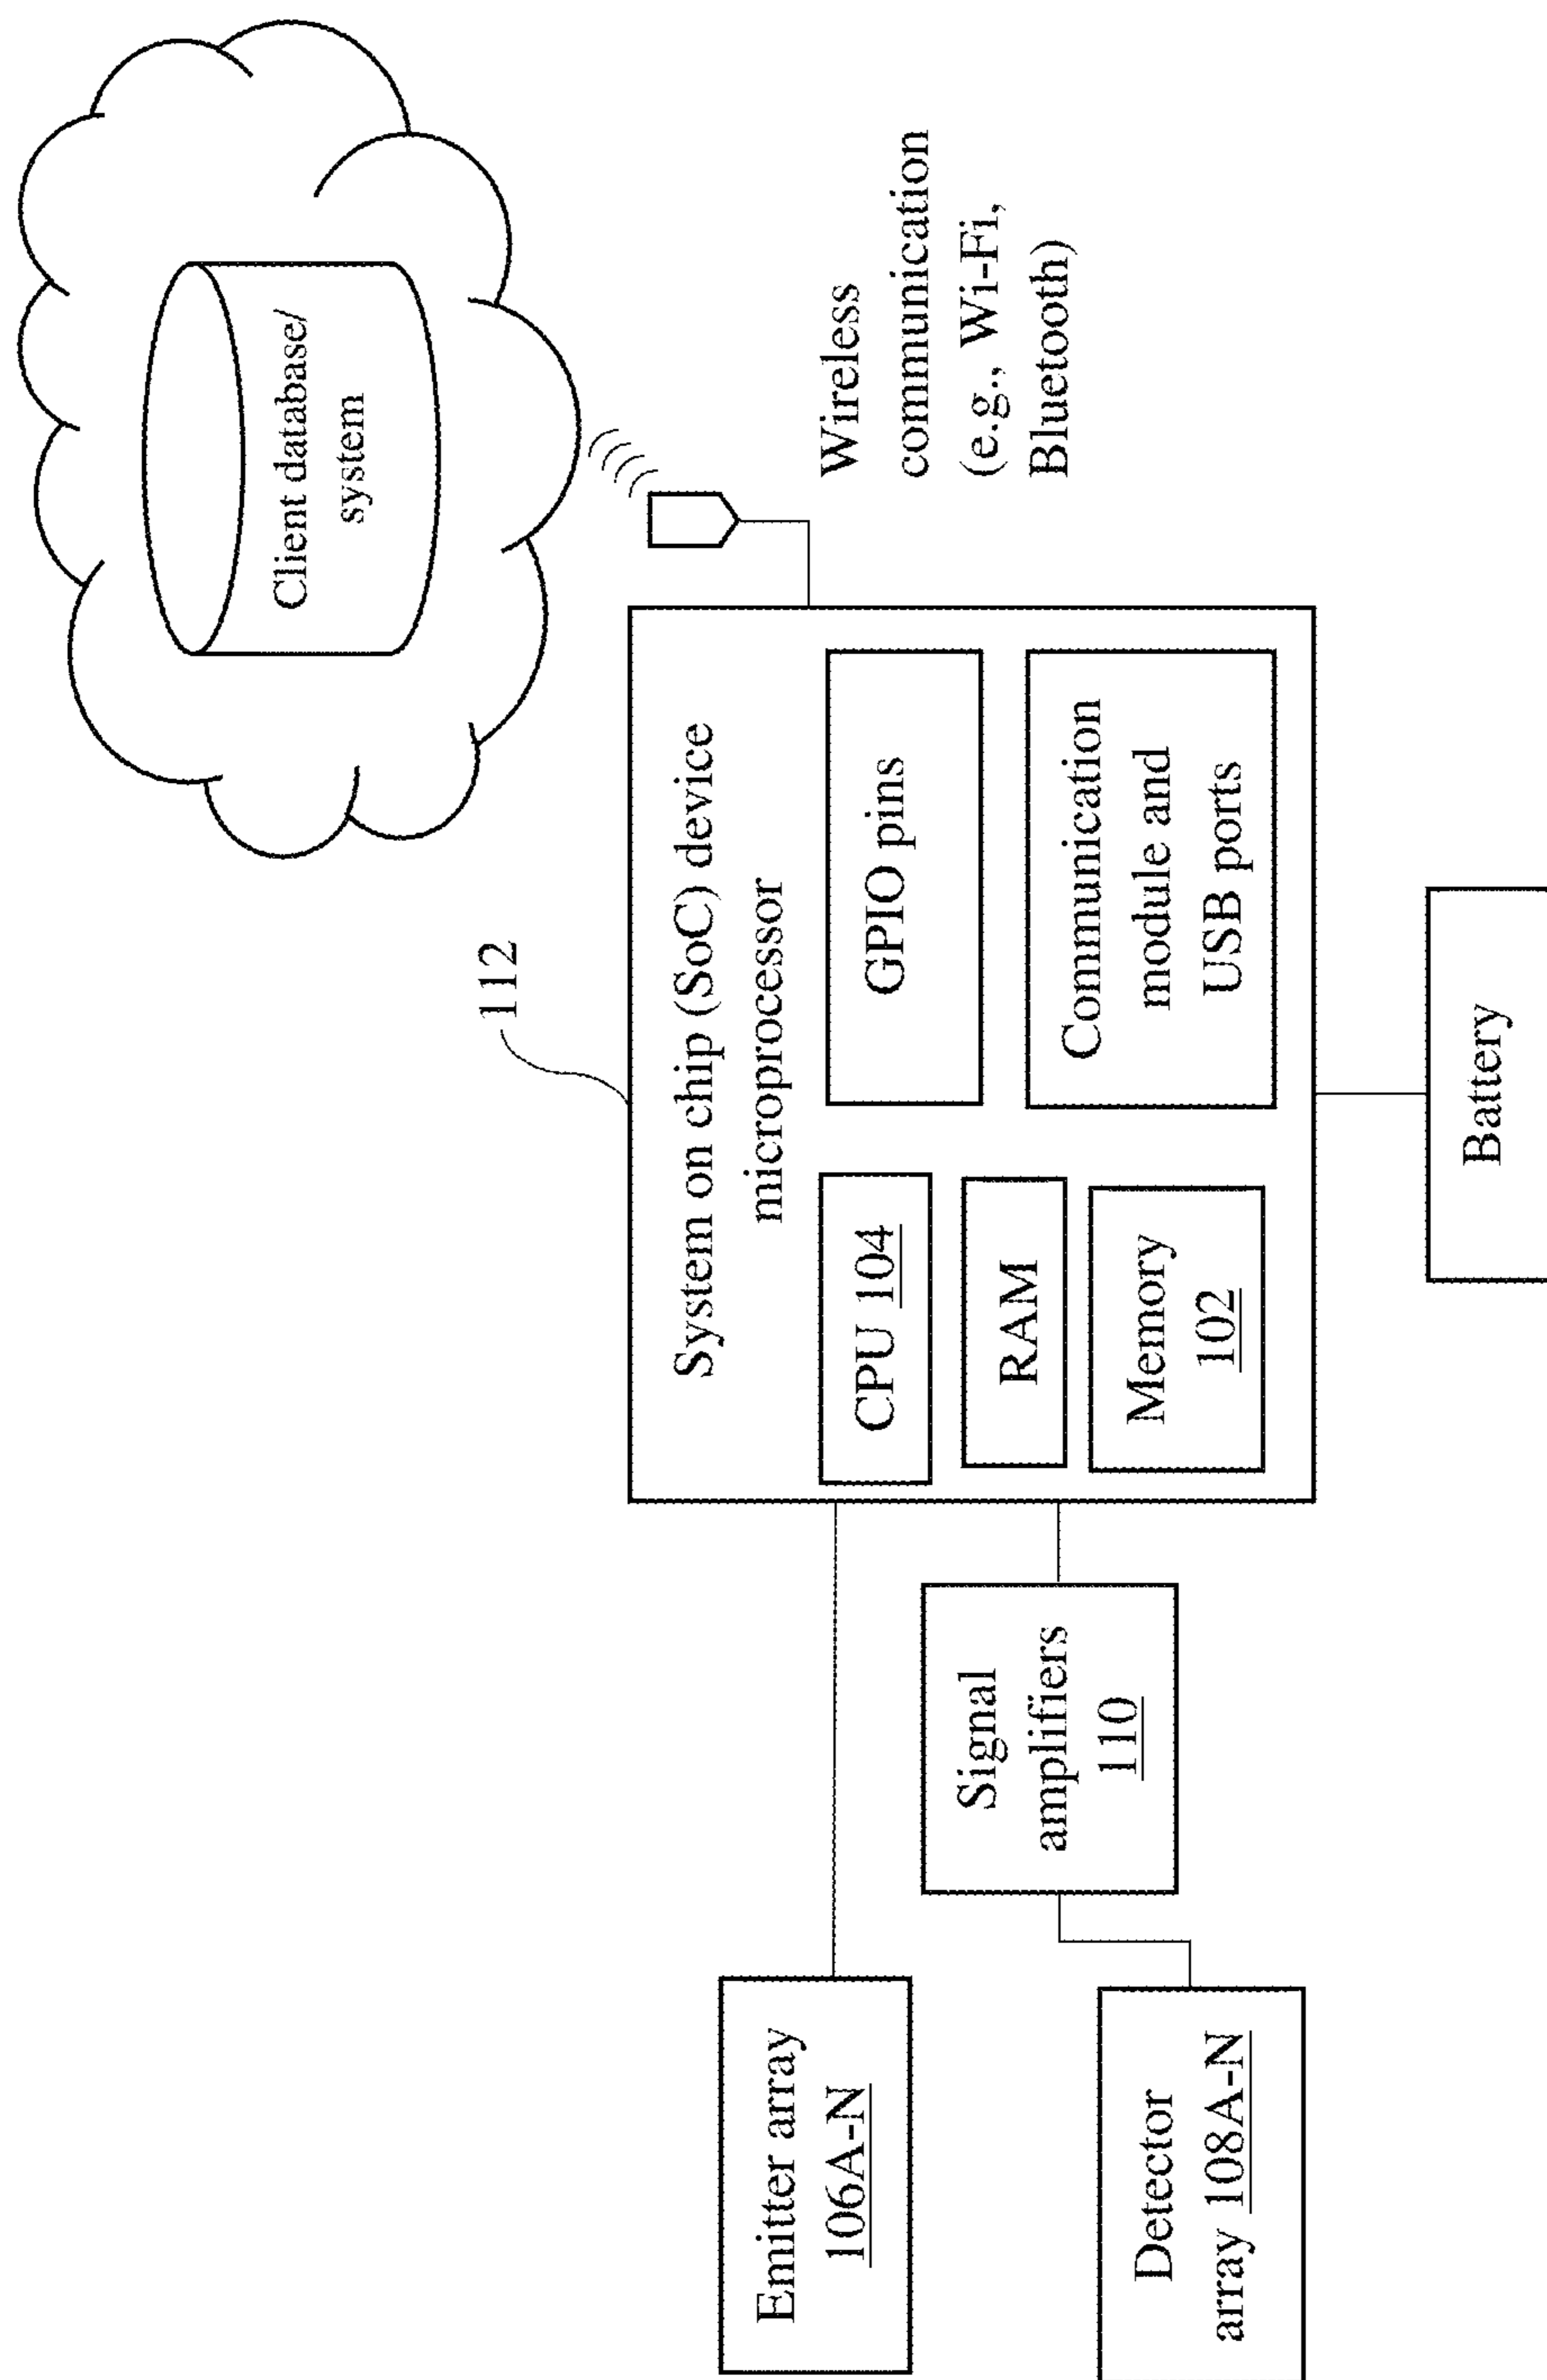 Client database/
system
Wireless
communication
(e.g., Wi-Fi,
Bluetooth)
112
System on chip (SoC) device
microprocessor
CPU 104
RAM
Memory
102
GPIO pins
Communication
module and
USB ports
Emitter array
106A-N
Signal
amplifiers
110
Detector
array 108A-N
Battery